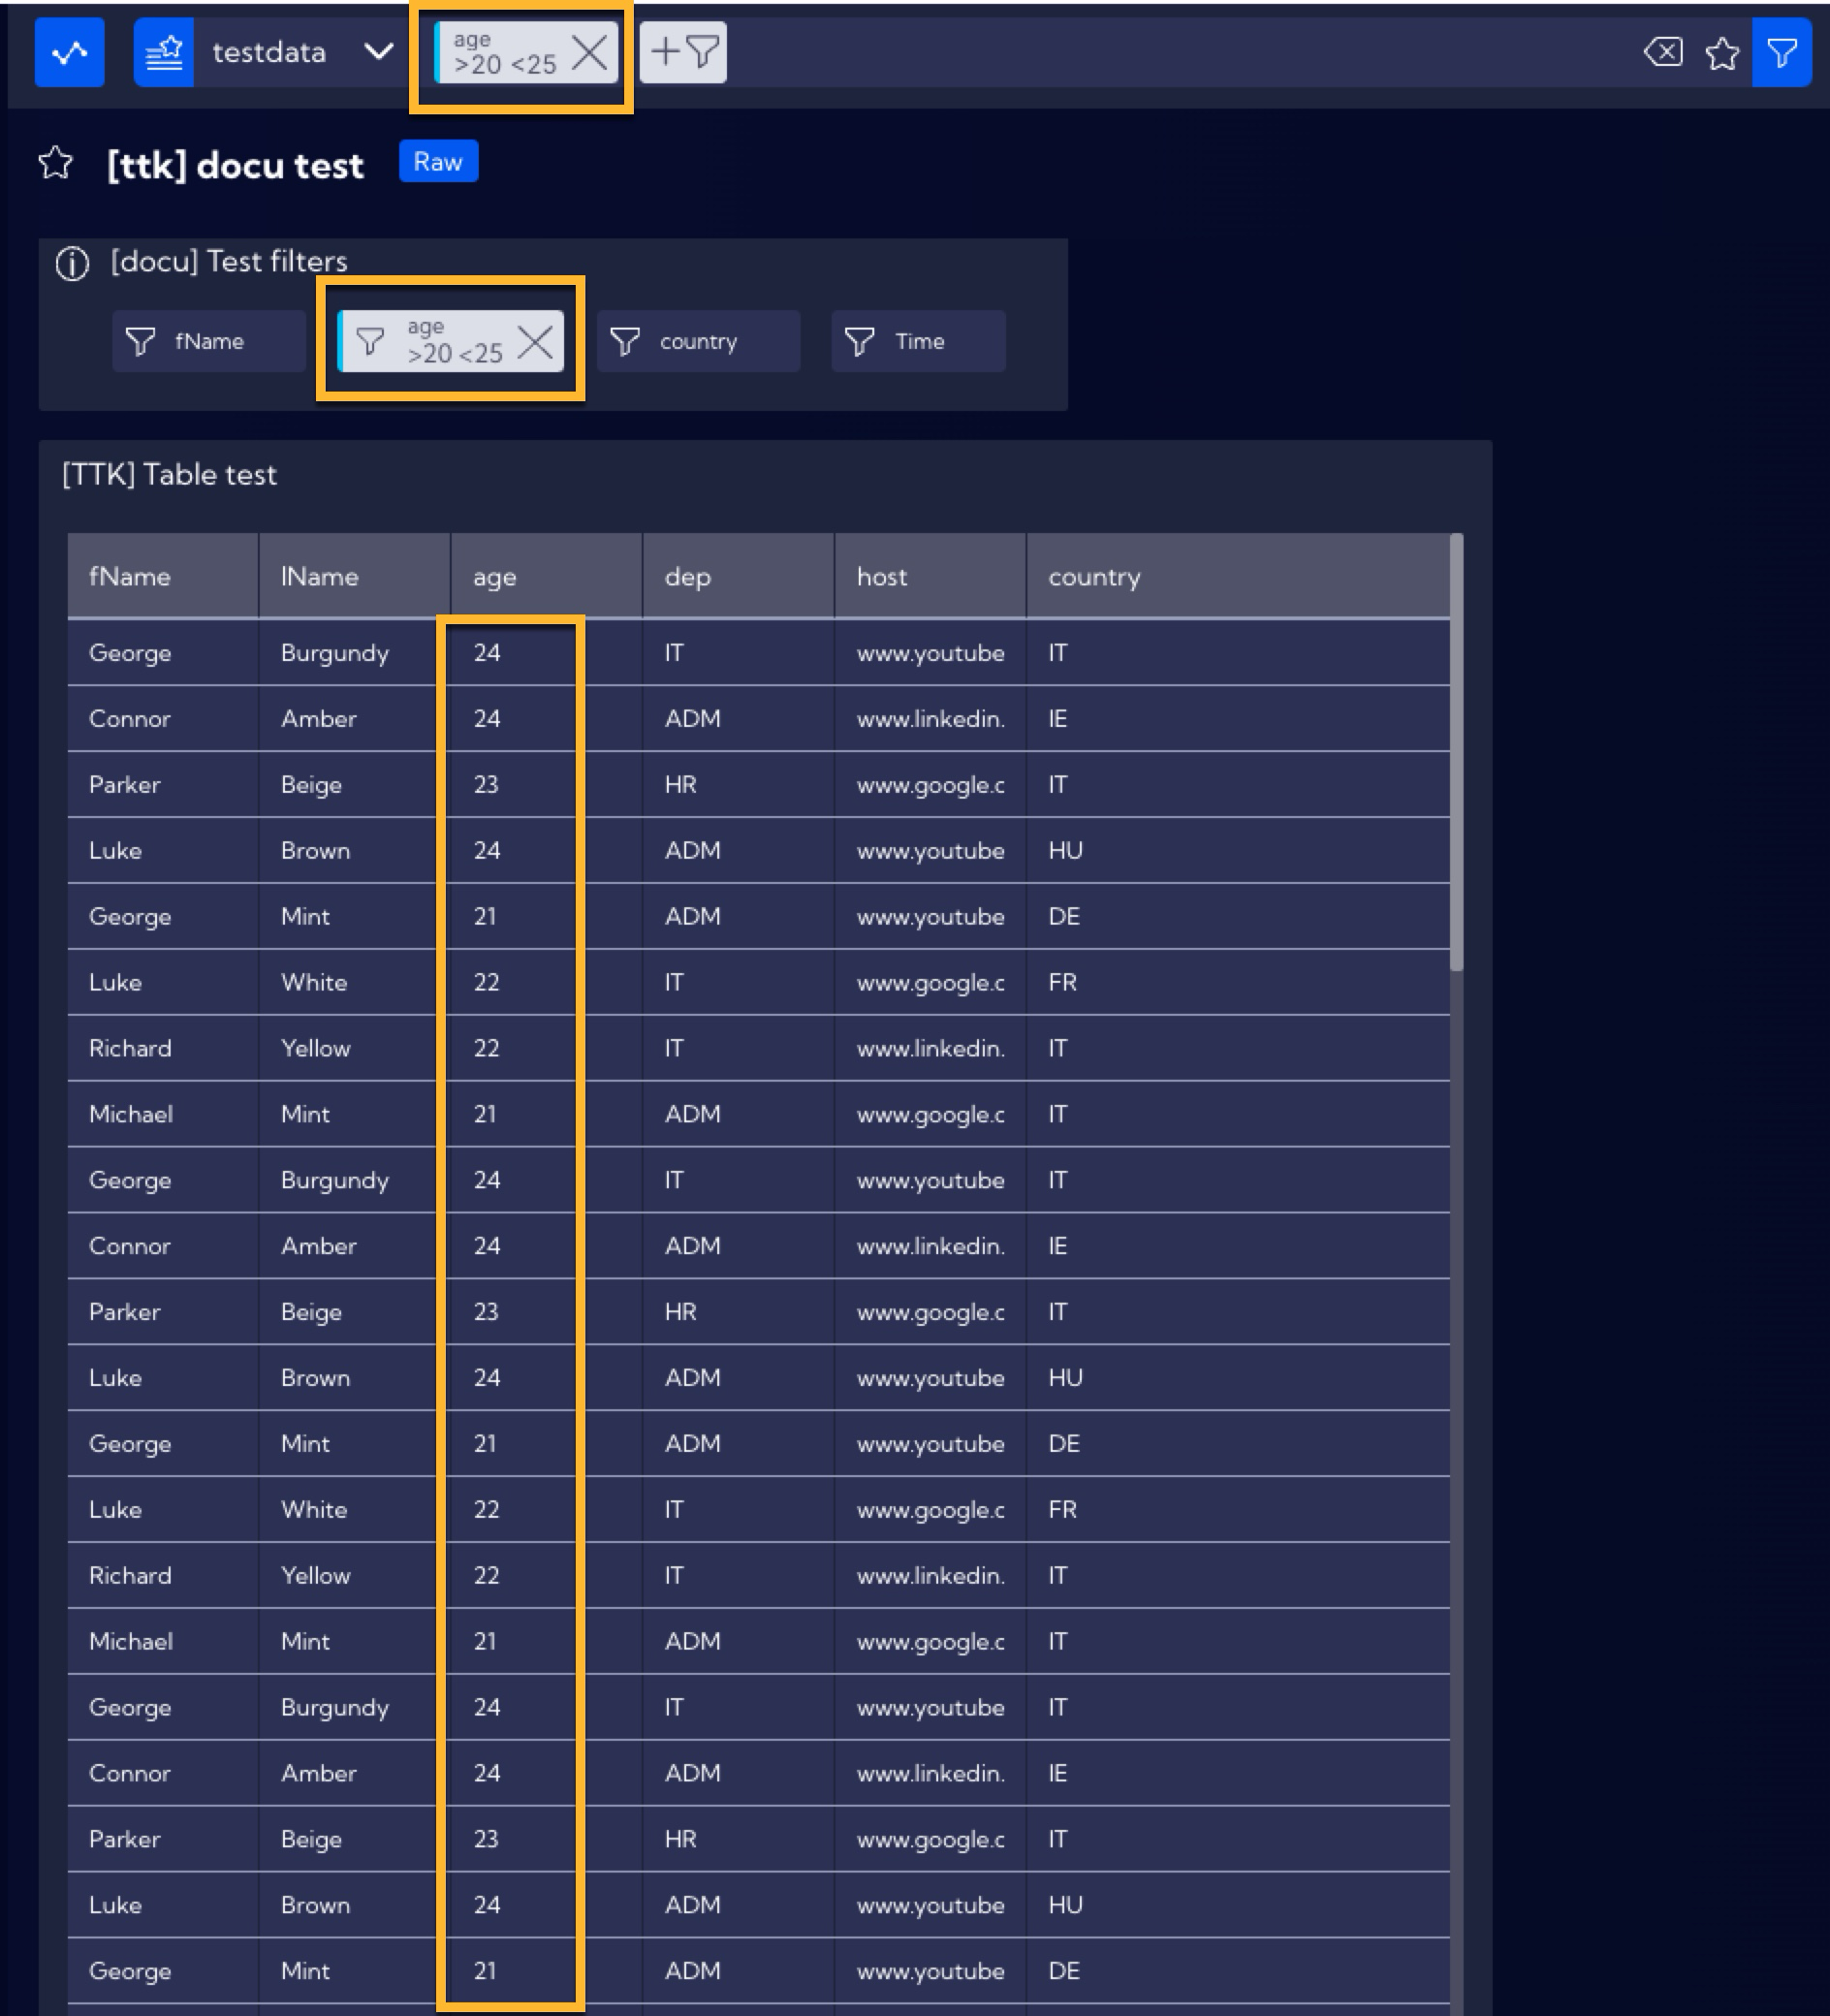 testdata
age
>20 <25
[ttk] docu test Raw
[docu] Test filters
fName
age
>20 <25
country
Time
[TTK] Table test
fName lName age dep host country
George Burgundy 24 IT www.youtube IT
Connor Amber 24 ADM www.linkedin. IE
Parker Beige 23 HR www.google.c IT
Luke Brown 24 ADM www.youtube HU
George Mint 21 ADM www.youtube DE
Luke White 22 IT www.google.c FR
Richard Yellow 22 IT www.linkedin. IT
Michael Mint 21 ADM www.google.c IT
George Burgundy 24 IT www.youtube IT
Connor Amber 24 ADM www.linkedin. IE
Parker Beige 23 HR www.google.c IT
Luke Brown 24 ADM www.youtube HU
George Mint 21 ADM www.youtube DE
Luke White 22 IT www.google.c FR
Richard Yellow 22 IT www.linkedin. IT
Michael Mint 21 ADM www.google.c IT
George Burgundy 24 IT www.youtube IT
Connor Amber 24 ADM www.linkedin. IE
Parker Beige 23 HR www.google.c IT
Luke Brown 24 ADM www.youtube HU
George Mint 21 ADM www.youtube DE